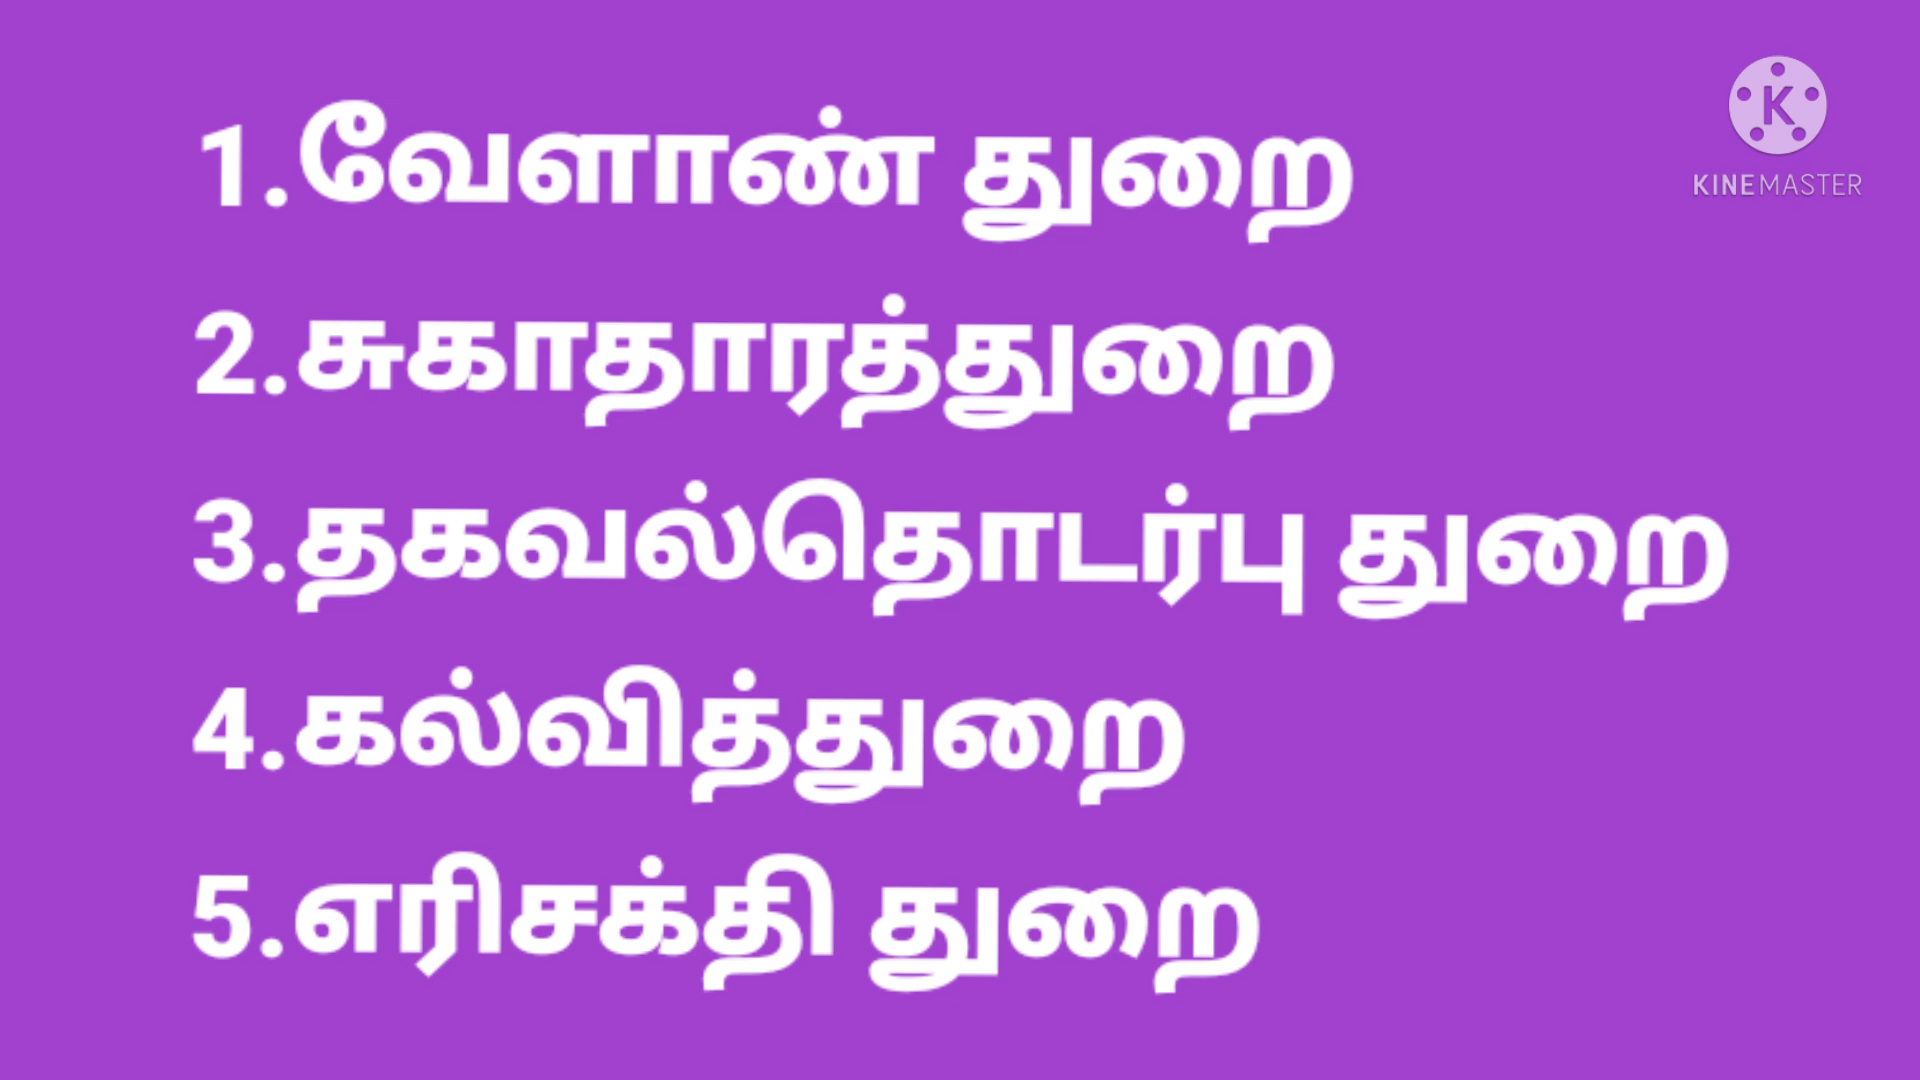 1.வேளாண் துறை
KINEMASTER
2.சுகாதாரத்துறை
3.தகவல்தொடர்பு துறை
4.கல்வித்துறை
5.எரிசக்தி துறை